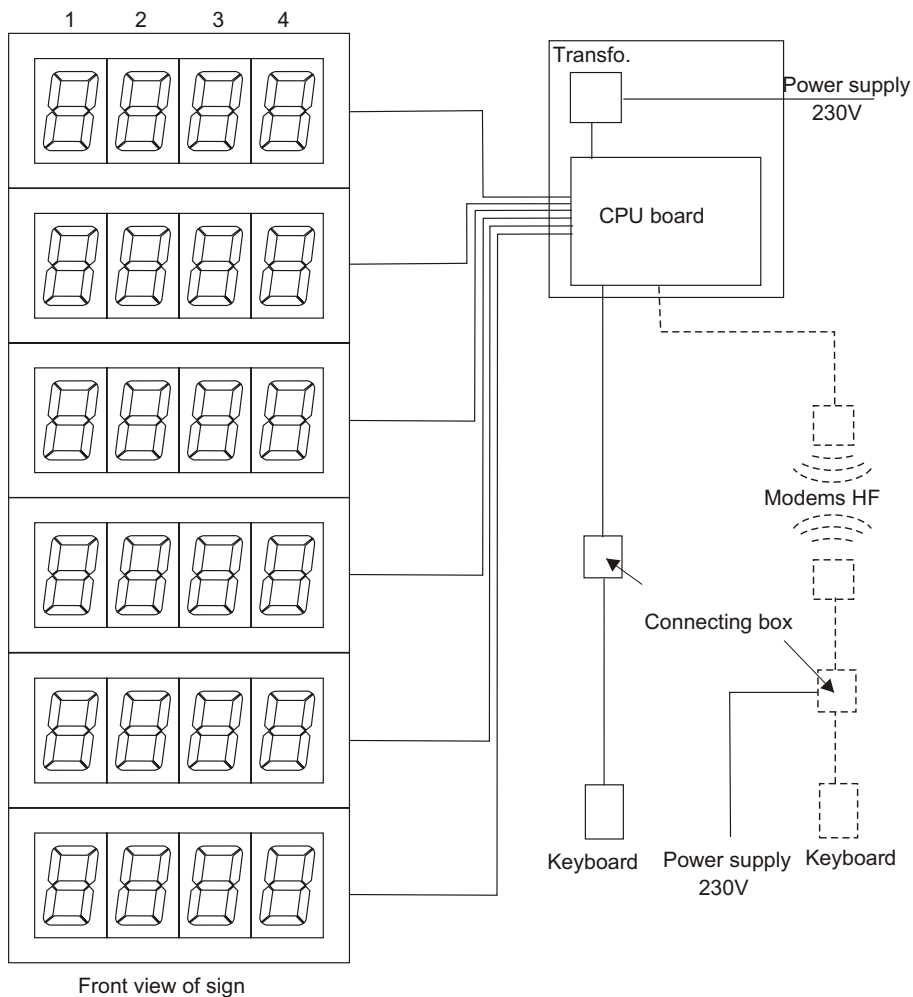 1 2 3 4
Transfo.
Power supply
230V
CPU board
Modems HF
Connecting box
Keyboard
Power supply
230V
Keyboard
Front view of sign